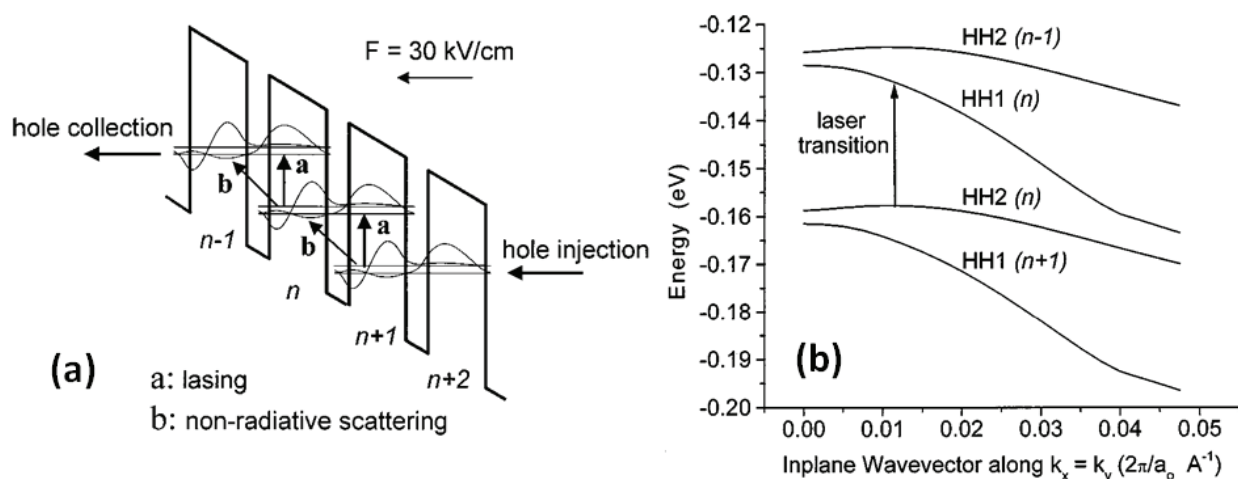 F = 30 kV/cm
hole collection
a
b
a
b
hole injection
n-1
n
n+1
n+2
(a)
a: lasing
b: non-radiative scattering
-0.12
-0.13
-0.14
-0.15
-0.16
-0.17
-0.18
-0.19
-0.20
Energy (eV)
HH2 (n-1)
HH1 (n)
laser
transition
HH2 (n)
HH1 (n+1)
(b)
0.00 0.01 0.02 0.03 0.04 0.05
Inplane Wavevector along kₓ = kᵧ (2π/aₒ A⁻¹)